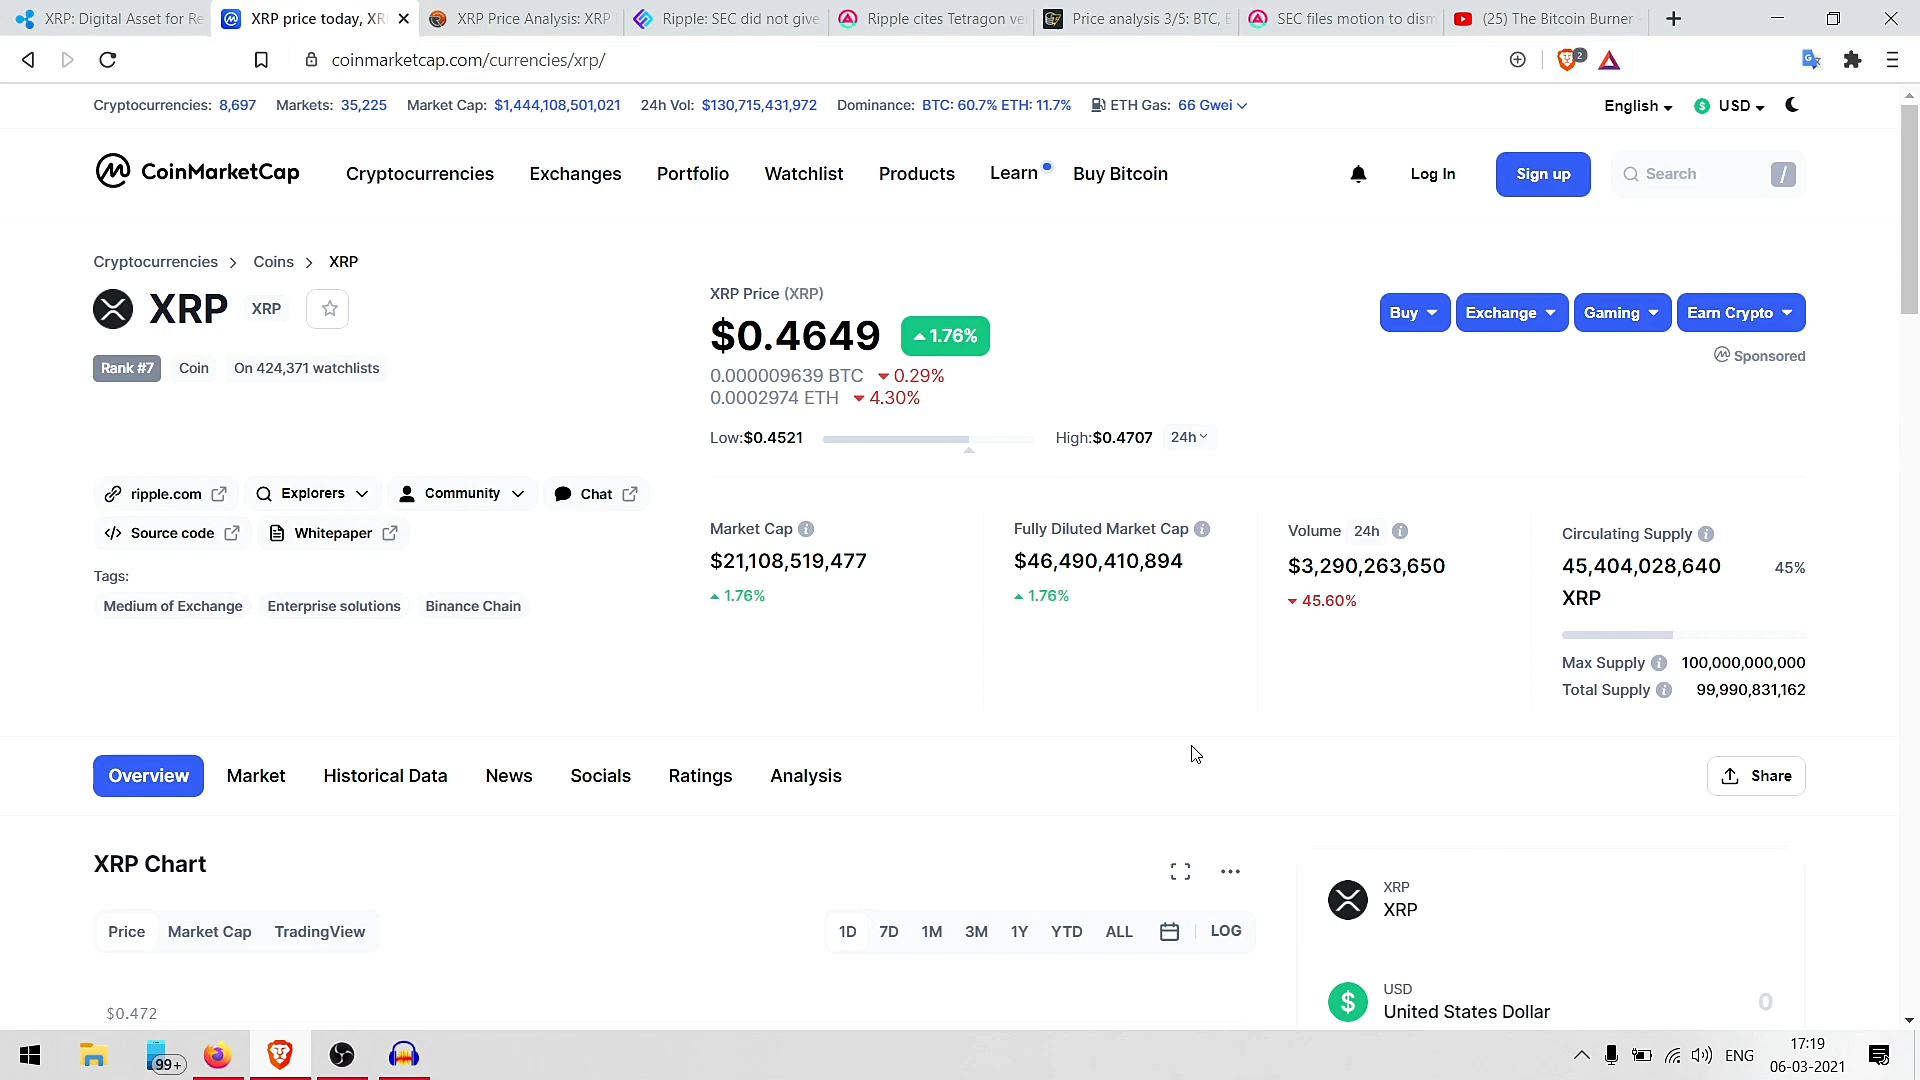 XRP: Digital Asset for Re
XRP price today, XR
XRP Price Analysis: XRP
Ripple: SEC did not give
Ripple cites Tetragon ve
Price analysis 3/5: BTC, E
SEC files motion to dism
(25) The Bitcoin Burner -
coinmarketcap.com/currencies/xrp/
2
Cryptocurrencies: 8,697 Markets: 35,225 Market Cap: $1,444,108,501,021 24h Vol: $130,715,431,972 Dominance: BTC: 60.7% ETH: 11.7% ETH Gas: 66 Gwei
English USD
CoinMarketCap
Cryptocurrencies Exchanges Portfolio Watchlist Products Learn Buy Bitcoin
Log In Sign up Search /
Cryptocurrencies > Coins > XRP
XRP XRP
Rank #7 Coin On 424,371 watchlists
XRP Price (XRP)
$0.4649 1.76%
0.000009639 BTC 0.29%
0.0002974 ETH 4.30%
Low:$0.4521 High:$0.4707 24h
Buy Exchange Gaming Earn Crypto
Sponsored
ripple.com Explorers Community Chat
Source code Whitepaper
Tags:
Medium of Exchange Enterprise solutions Binance Chain
Market Cap
$21,108,519,477
1.76%
Fully Diluted Market Cap
$46,490,410,894
1.76%
Volume 24h
$3,290,263,650
45.60%
Circulating Supply
45,404,028,640 45%
XRP
Max Supply 100,000,000,000
Total Supply 99,990,831,162
Overview Market Historical Data News Socials Ratings Analysis
Share
XRP Chart
Price Market Cap TradingView
1D 7D 1M 3M 1Y YTD ALL LOG
$0.472
XRP
XRP
USD
United States Dollar 0
99+
ENG
17:19
06-03-2021